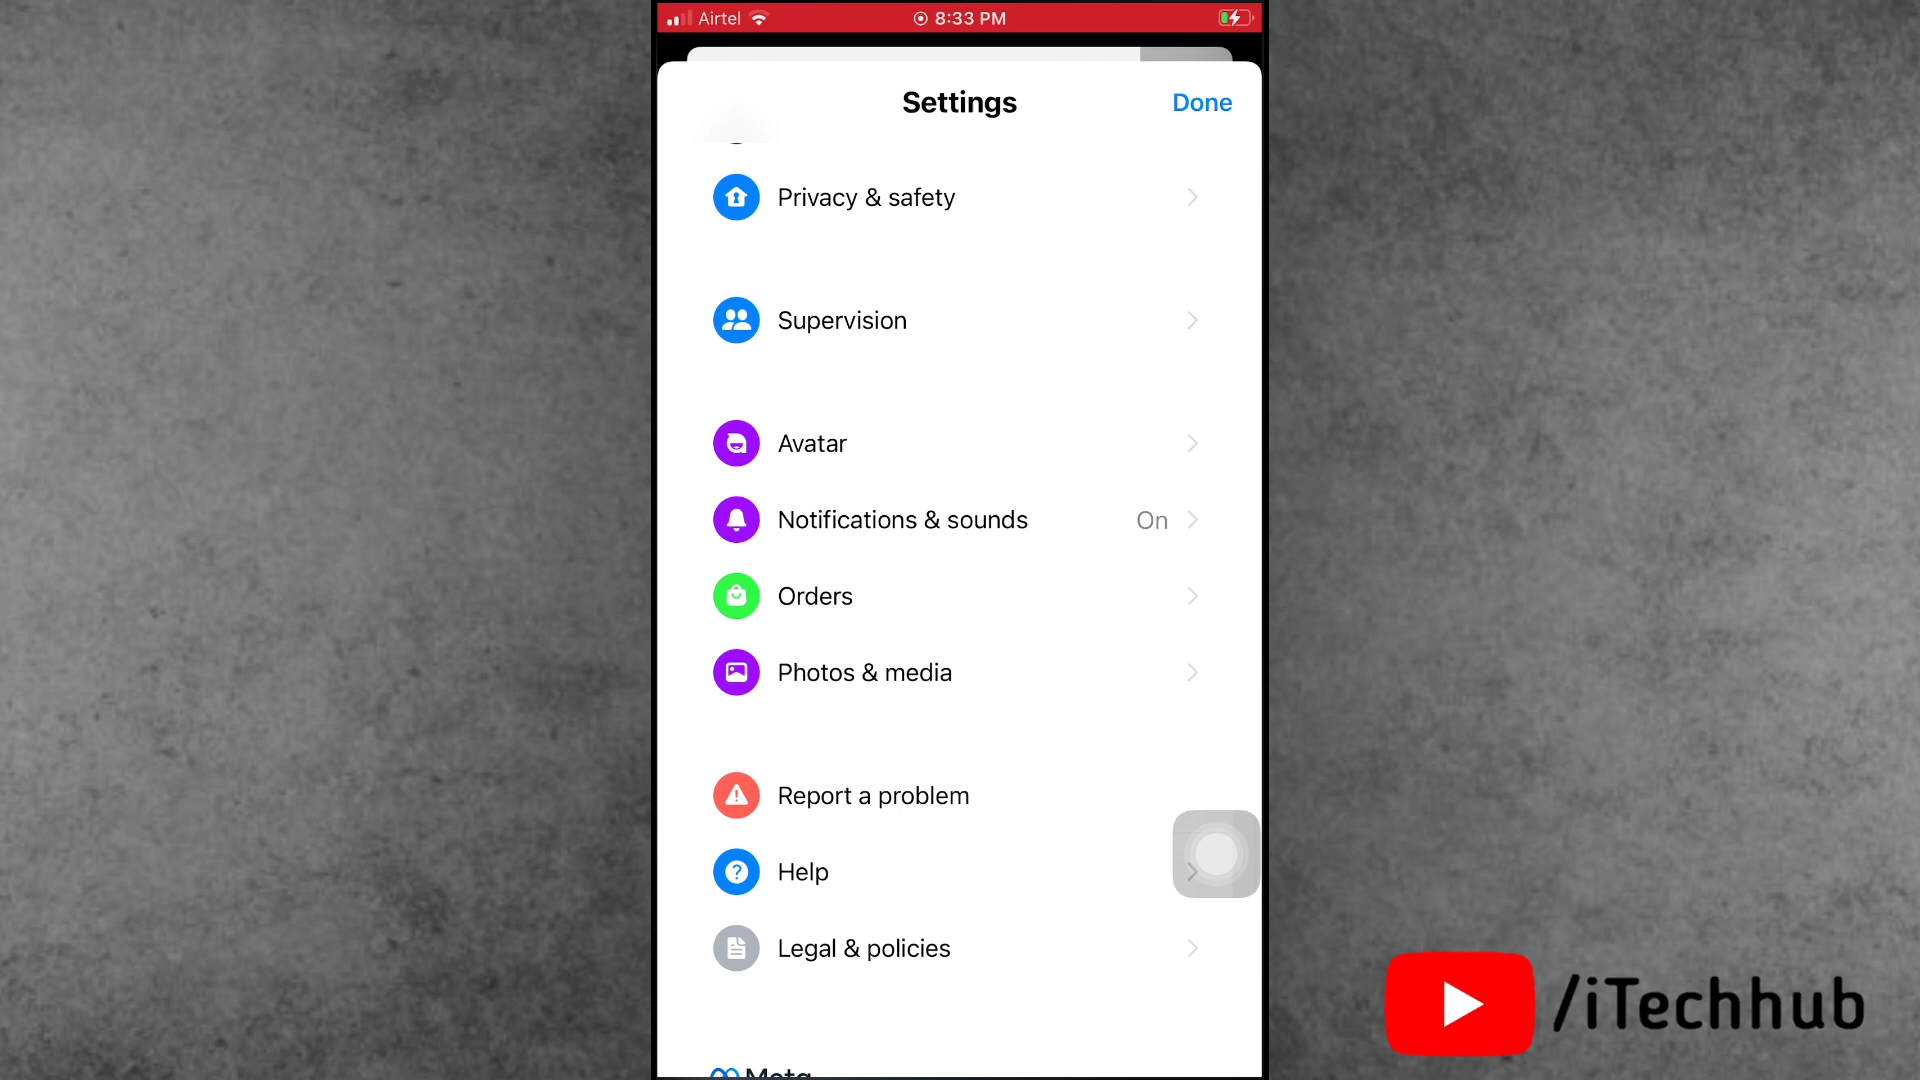 Airtel 8:33 PM
Settings
Done
Privacy & safety
Supervision
Avatar
Notifications & sounds On
Orders
Photos & media
Report a problem
Help
Legal & policies
Meta
/iTechhub